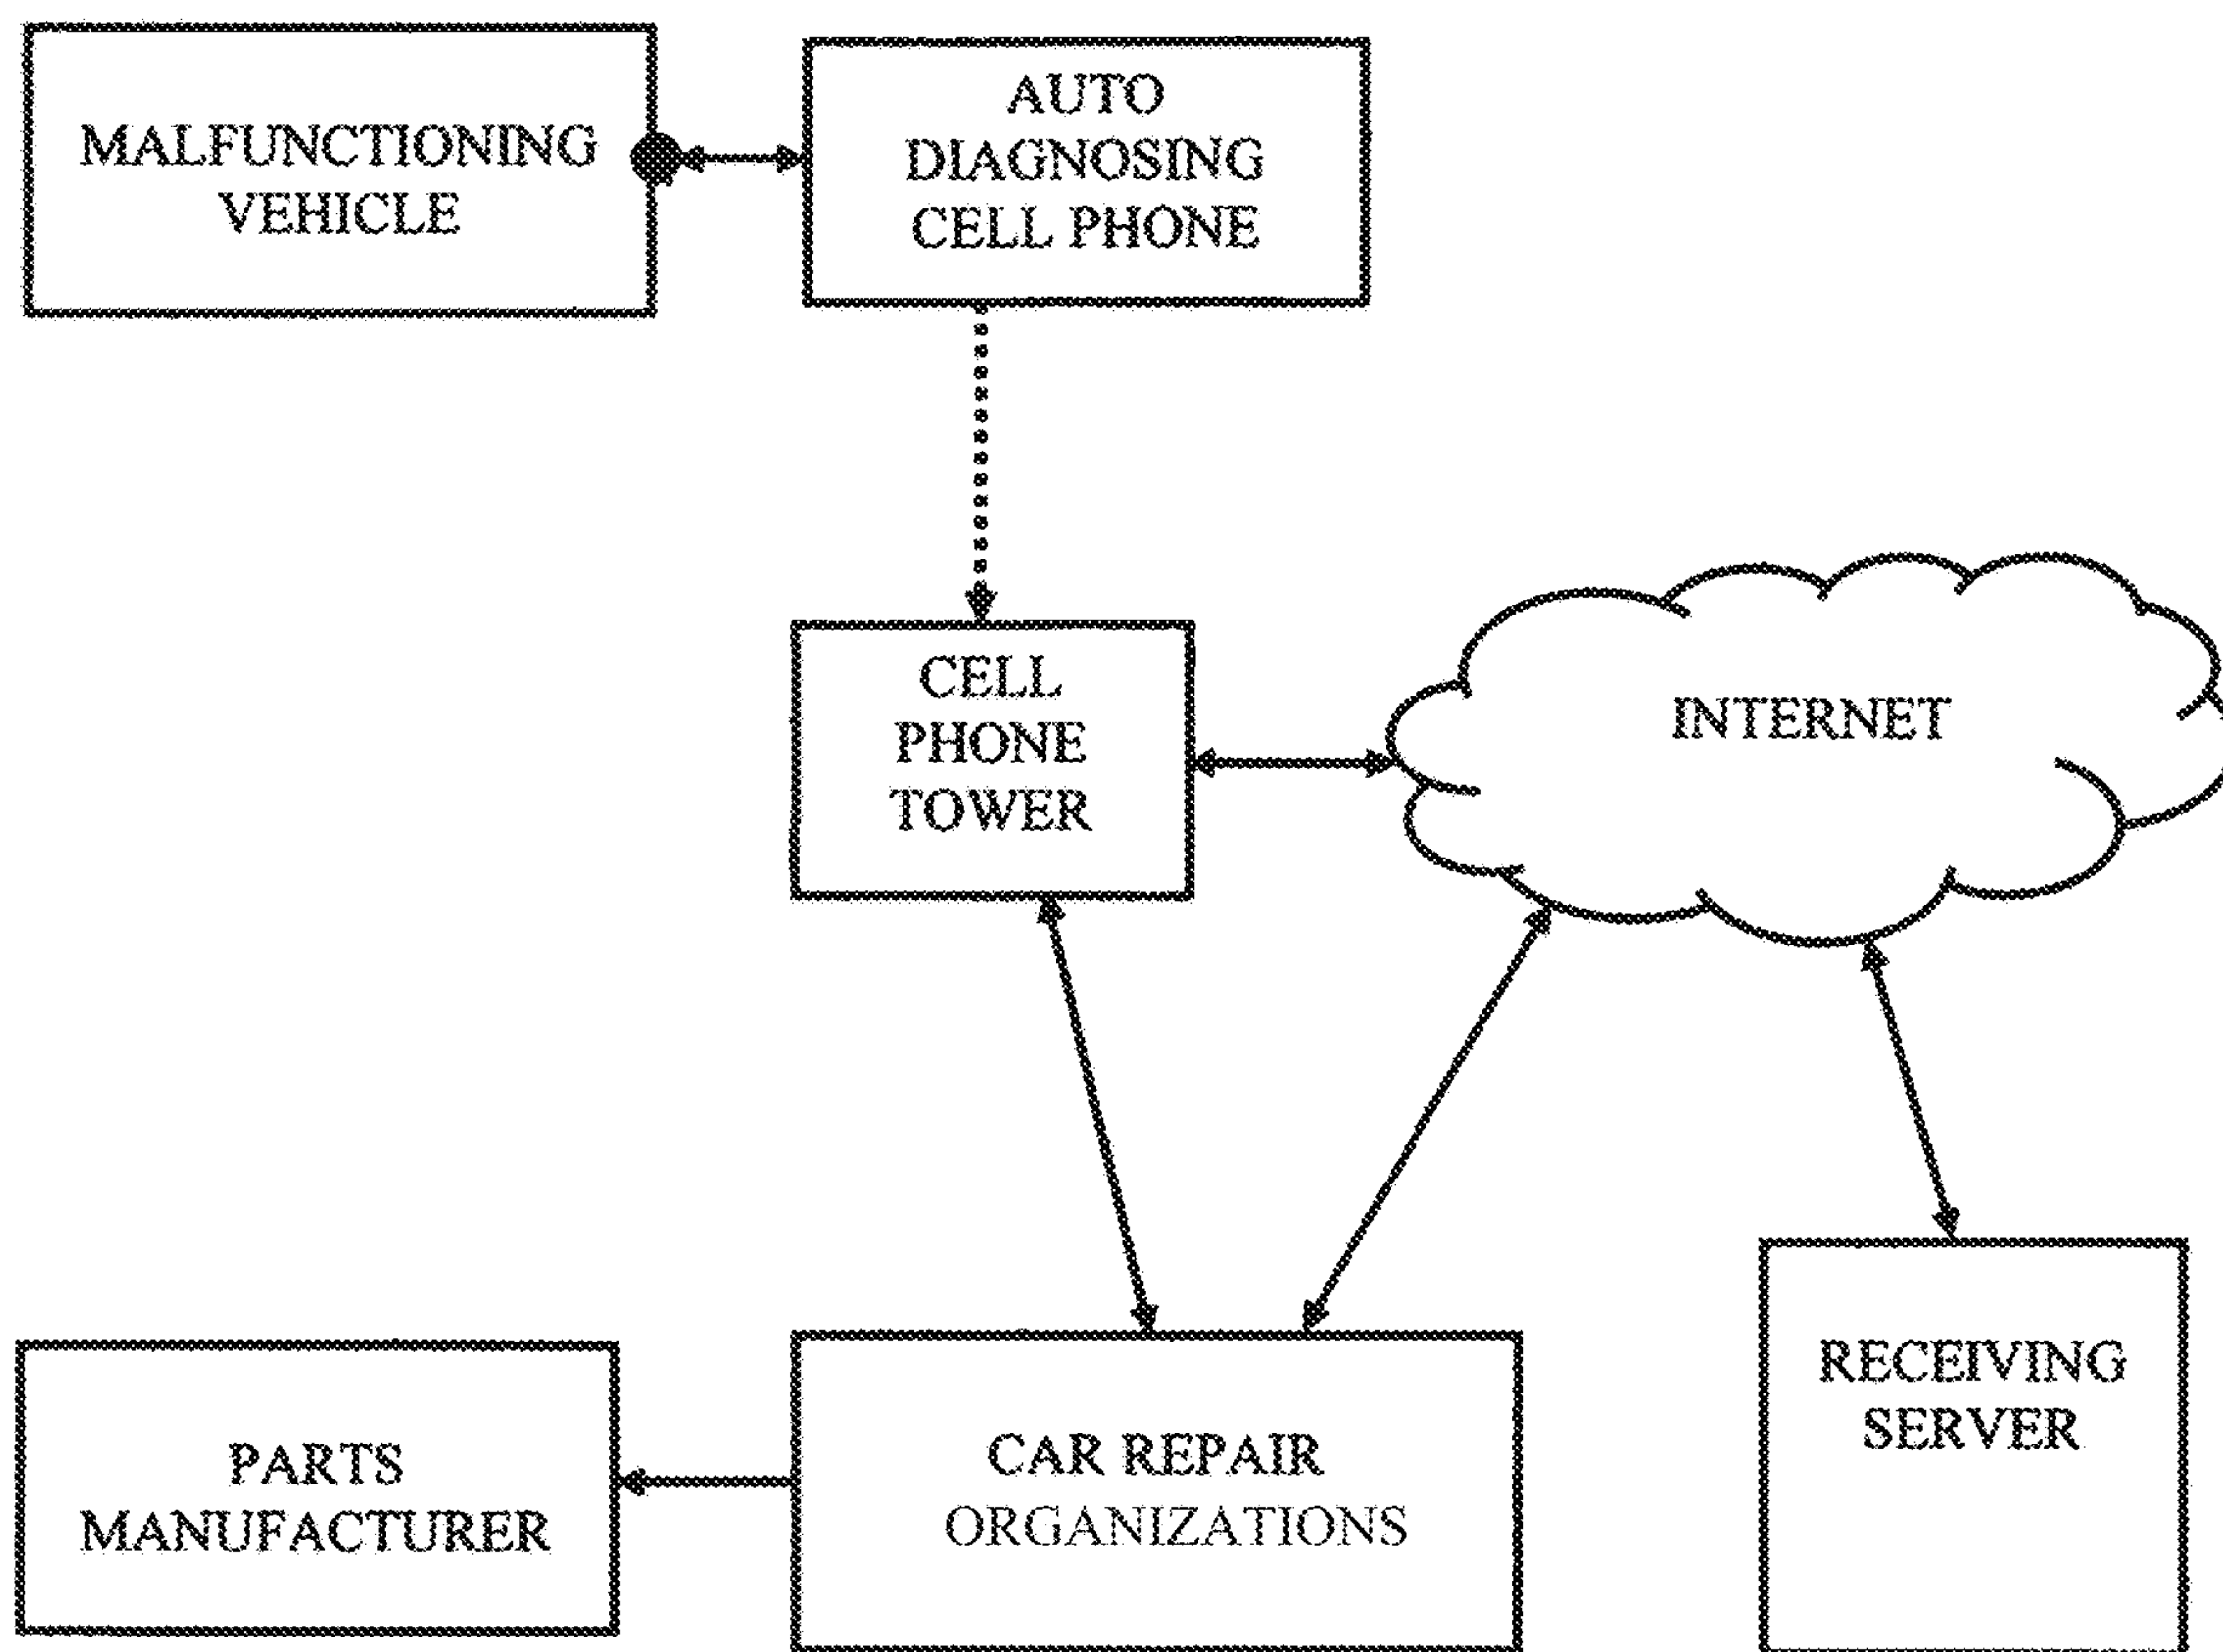 MALFUNCTIONING
VEHICLE
AUTO
DIAGNOSING
CELL PHONE
CELL
PHONE
TOWER
INTERNET
RECEIVING
SERVER
PARTS
MANUFACTURER
CAR REPAIR
ORGANIZATIONS